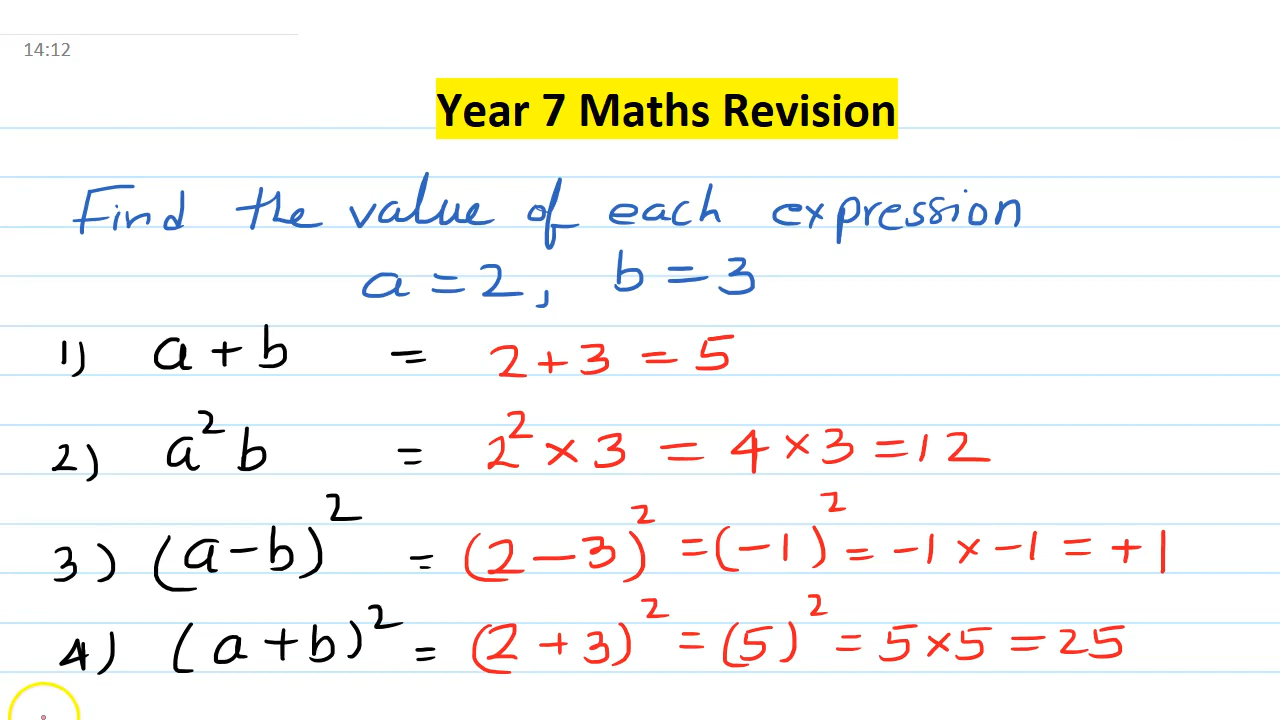 14:12
Year 7 Maths Revision
Find the value of each expression
a = 2, b = 3
1) a + b = 2 + 3 = 5
2) a² b = 2² × 3 = 4 × 3 = 12
3) (a - b)² = (2 - 3)² = (-1)² = -1 × -1 = +1
4) (a + b)² = (2 + 3)² = (5)² = 5 × 5 = 25